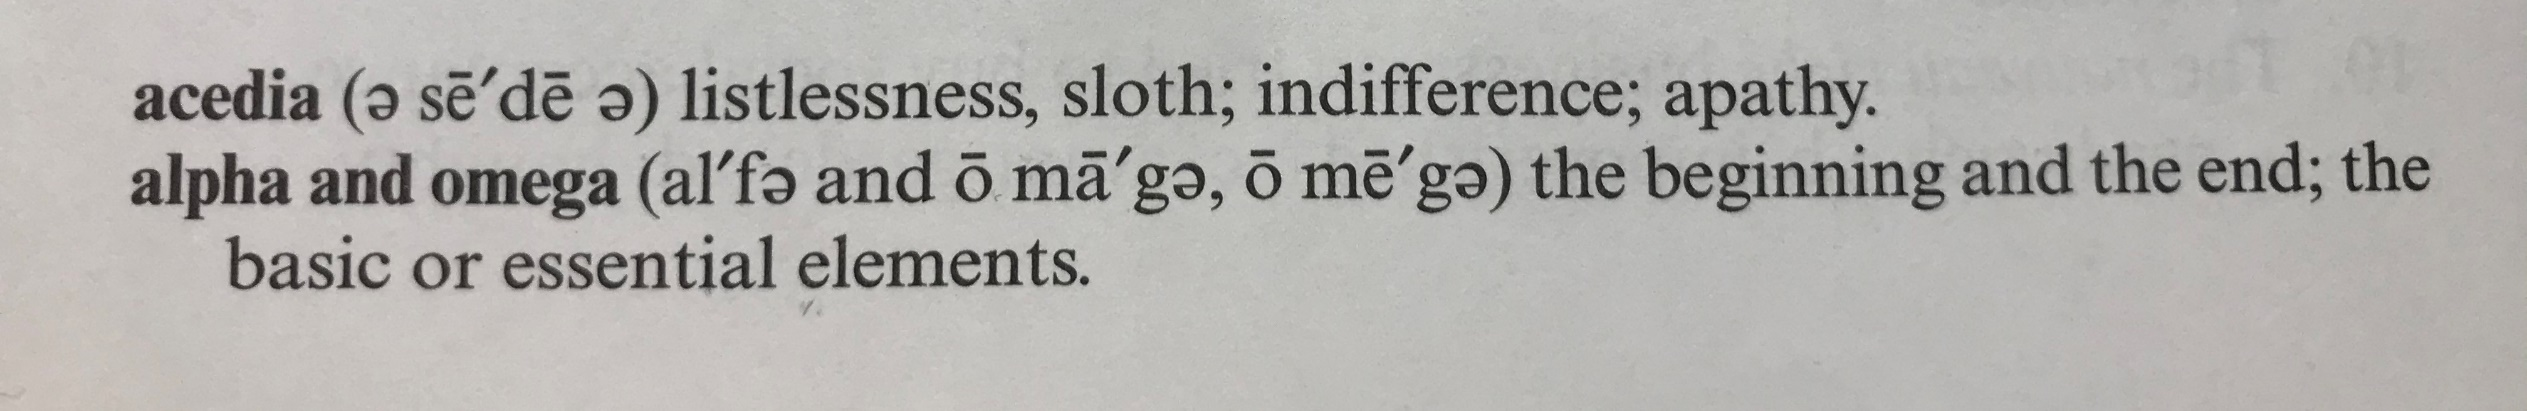 acedia (ə sē′dē ə) listlessness, sloth; indifference; apathy.
alpha and omega (al′fə and ō mā′gə, ō mē′gə) the beginning and the end; the
basic or essential elements.